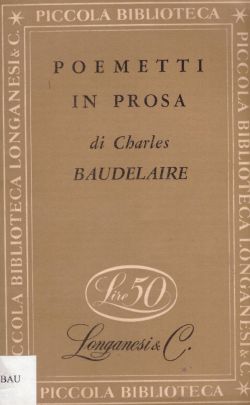 PICCOLA BIBLIOTECA
PICCOLA BIBLIOTECA LONGANESI & C.
PICCOLA BIBLIOTECA LONGANESI & C.
POEMETTI
IN PROSA
di Charles
BAUDELAIRE
Lire 50
Longanesi & C.
BAU
PICCOLA BIBLIOTECA